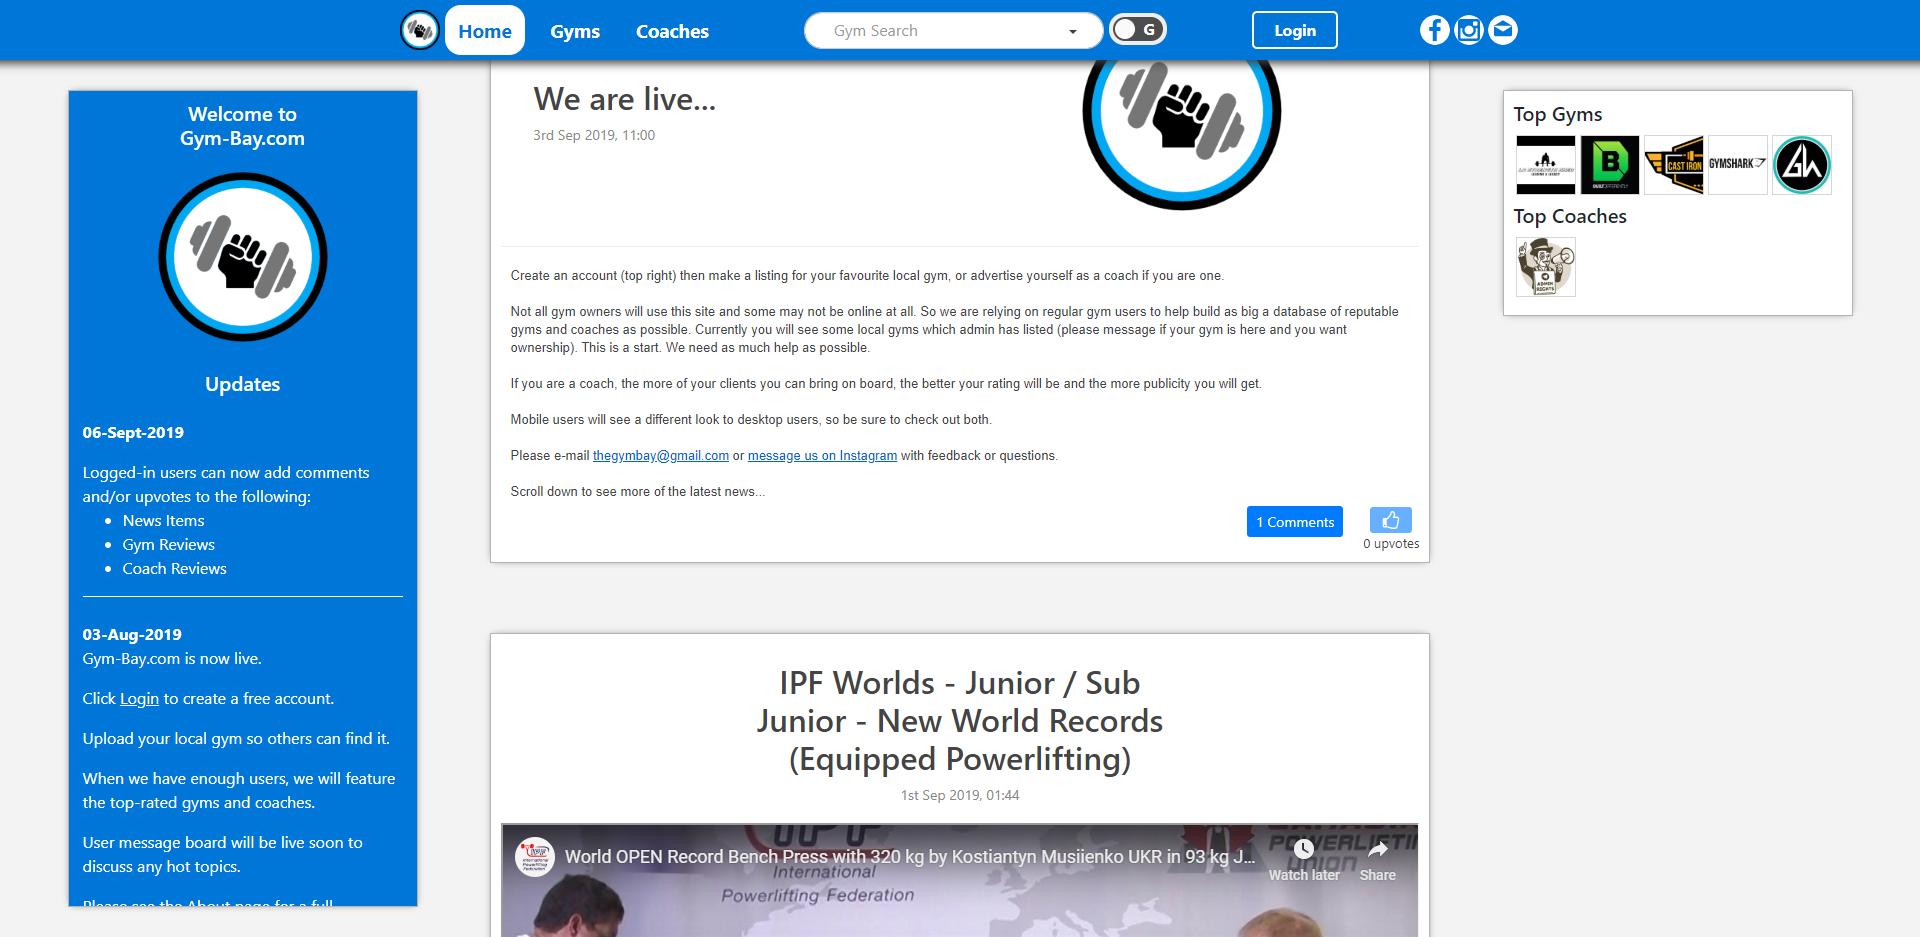 Home
Gyms
Coaches
Gym Search
G
Login
Welcome to
Gym-Bay.com
Updates
06-Sept-2019
Logged-in users can now add comments
and/or upvotes to the following:
News Items
Gym Reviews
Coach Reviews
03-Aug-2019
Gym-Bay.com is now live.
Click Login to create a free account.
Upload your local gym so others can find it.
When we have enough users, we will feature
the top-rated gyms and coaches.
User message board will be live soon to
discuss any hot topics.
Please see the About page for a full
We are live...
3rd Sep 2019, 11:00
Create an account (top right) then make a listing for your favourite local gym, or advertise yourself as a coach if you are one.
Not all gym owners will use this site and some may not be online at all. So we are relying on regular gym users to help build as big a database of reputable
gyms and coaches as possible. Currently you will see some local gyms which admin has listed (please message if your gym is here and you want
ownership). This is a start. We need as much help as possible.
If you are a coach, the more of your clients you can bring on board, the better your rating will be and the more publicity you will get.
Mobile users will see a different look to desktop users, so be sure to check out both.
Please e-mail thegymbay@gmail.com or message us on Instagram with feedback or questions.
Scroll down to see more of the latest news...
1 Comments
0 upvotes
IPF Worlds - Junior / Sub
Junior - New World Records
(Equipped Powerlifting)
1st Sep 2019, 01:44
World OPEN Record Bench Press with 320 kg by Kostiantyn Musiienko UKR in 93 kg J...
Watch later
Share
International
Powerlifting Federation
POWERLIFTING
UNION
Top Gyms
B
CAST IRON
GYMSHARK
Top Coaches
ADMIN
RIGHTS